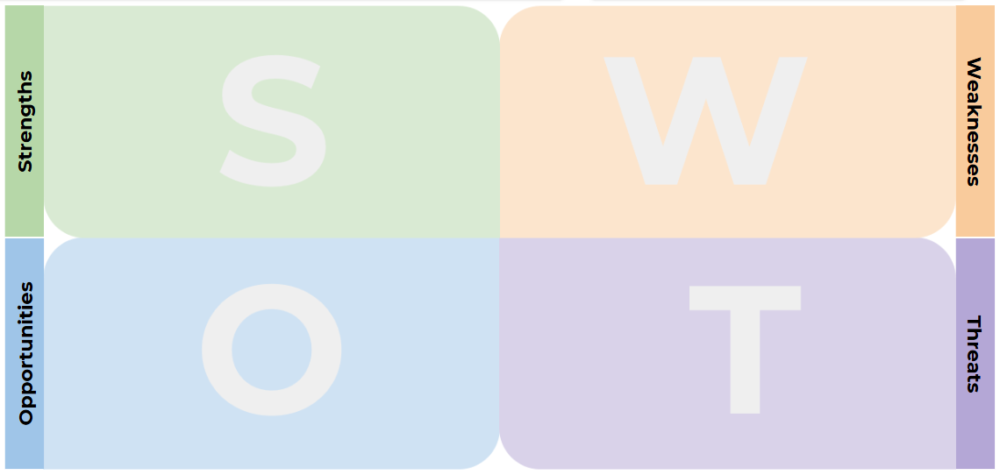 Strengths
S
W
Weaknesses
Opportunities
O
T
Threats